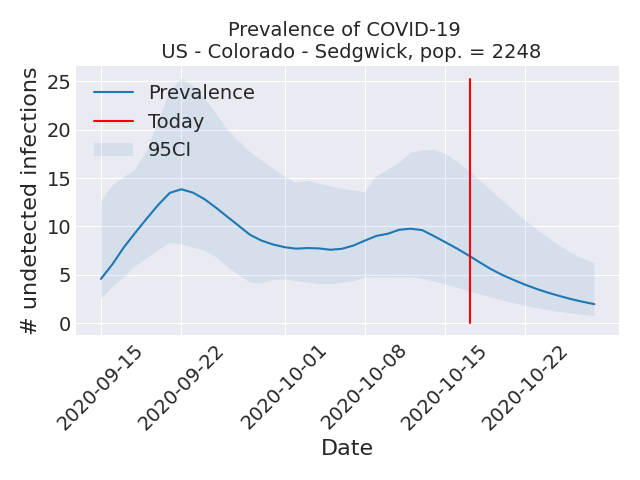 Prevalence of COVID-19
US - Colorado - Sedgwick, pop. = 2248
25
20
15
10
5
0
# undetected infections
Prevalence
Today
95CI
2020-09-15
2020-09-22
2020-10-01
2020-10-08
2020-10-15
2020-10-22
Date